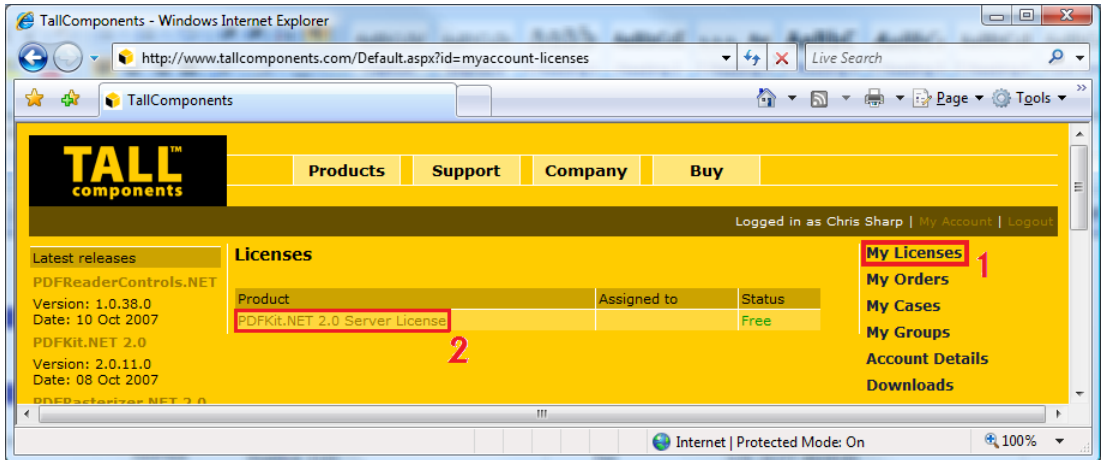 TallComponents - Windows Internet Explorer
http://www.tallcomponents.com/Default.aspx?id=myaccount-licenses
Live Search
TallComponents
Page
Tools
TALL™
components
Products Support Company Buy
Logged in as Chris Sharp | My Account | Logout
Latest releases
PDFReaderControls.NET
Version: 1.0.38.0
Date: 10 Oct 2007
PDFKit.NET 2.0
Version: 2.0.11.0
Date: 08 Oct 2007
PDFRasterizer.NET 2.0
Licenses
Product Assigned to Status
PDFKit.NET 2.0 Server License Free
2
My Licenses
1
My Orders
My Cases
My Groups
Account Details
Downloads
Internet | Protected Mode: On
100%